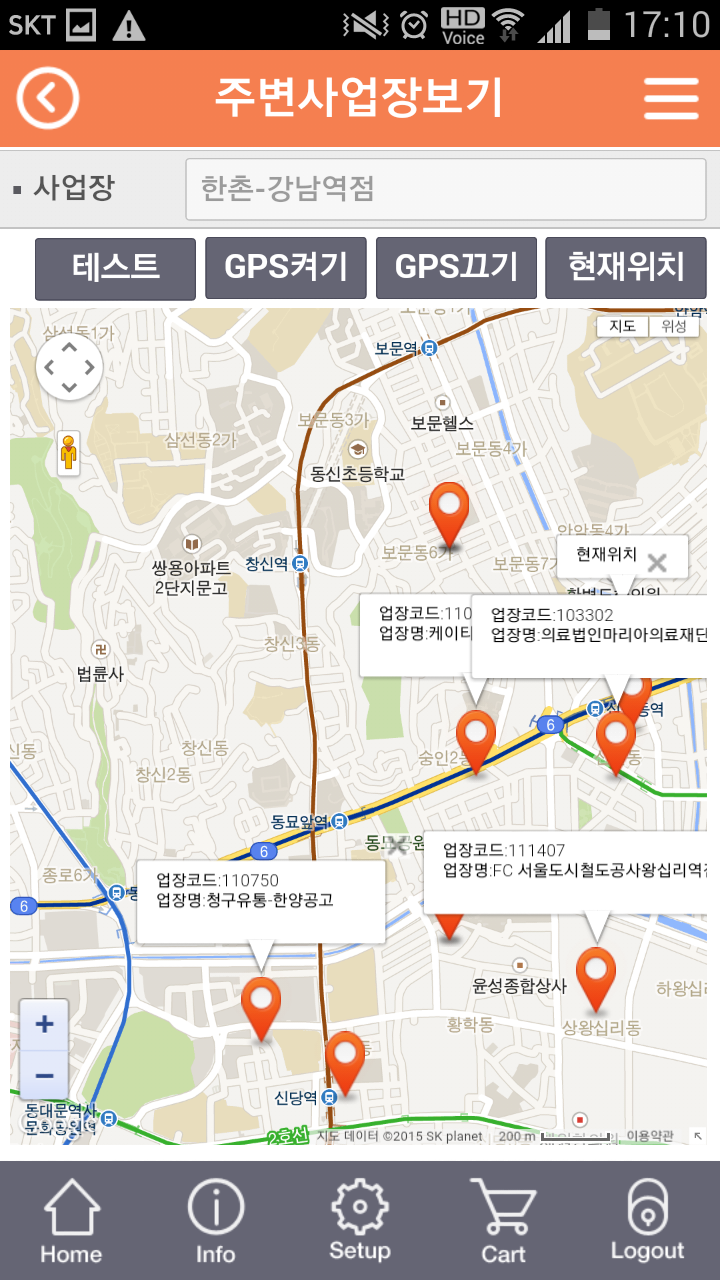 SKT
HD
Voice
17:10
주변사업장보기
사업장
한촌-강남역점
테스트
GPS켜기
GPS끄기
현재위치
지도
위성
삼선동1가
보문역
보문동3가
보문헬스
삼선동2가
보문동4가
동신초등학교
안암동4가
쌍용아파트
2단지문고
창신역
보문동6가
보문동7가
현재위치
업장코드:110
업장명:케이티
업장코드:103302
업장명:의료법인마리아의료재단
창신3동
법륜사
6
창신동
창신2동
숭인2동
동묘앞역
6
업장코드:111407
업장명:FC 서울도시철도공사왕십리역점
종로6가
업장코드:110750
업장명:청구유통-한양공고
6
윤성종합상사
하왕십
황학동
상왕십리동
+
−
신당역
동대문역사
문화공원역
2호선
지도 데이터 ©2015 SK planet
200 m
이용약관
Home
Info
Setup
Cart
Logout